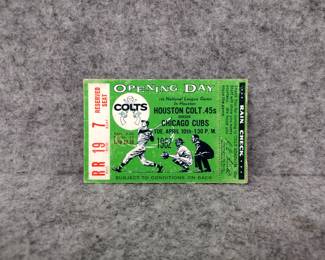 OPENING DAY
1st National League Game
In Houston
HOUSTON COLT .45s
VERSUS
CHICAGO CUBS
TUE. APRIL 10th-1:30 P.M.
1962
COLTS
RESERVED
SEAT
RR 19 7
SUBJECT TO CONDITIONS ON BACK
RAIN CHECK